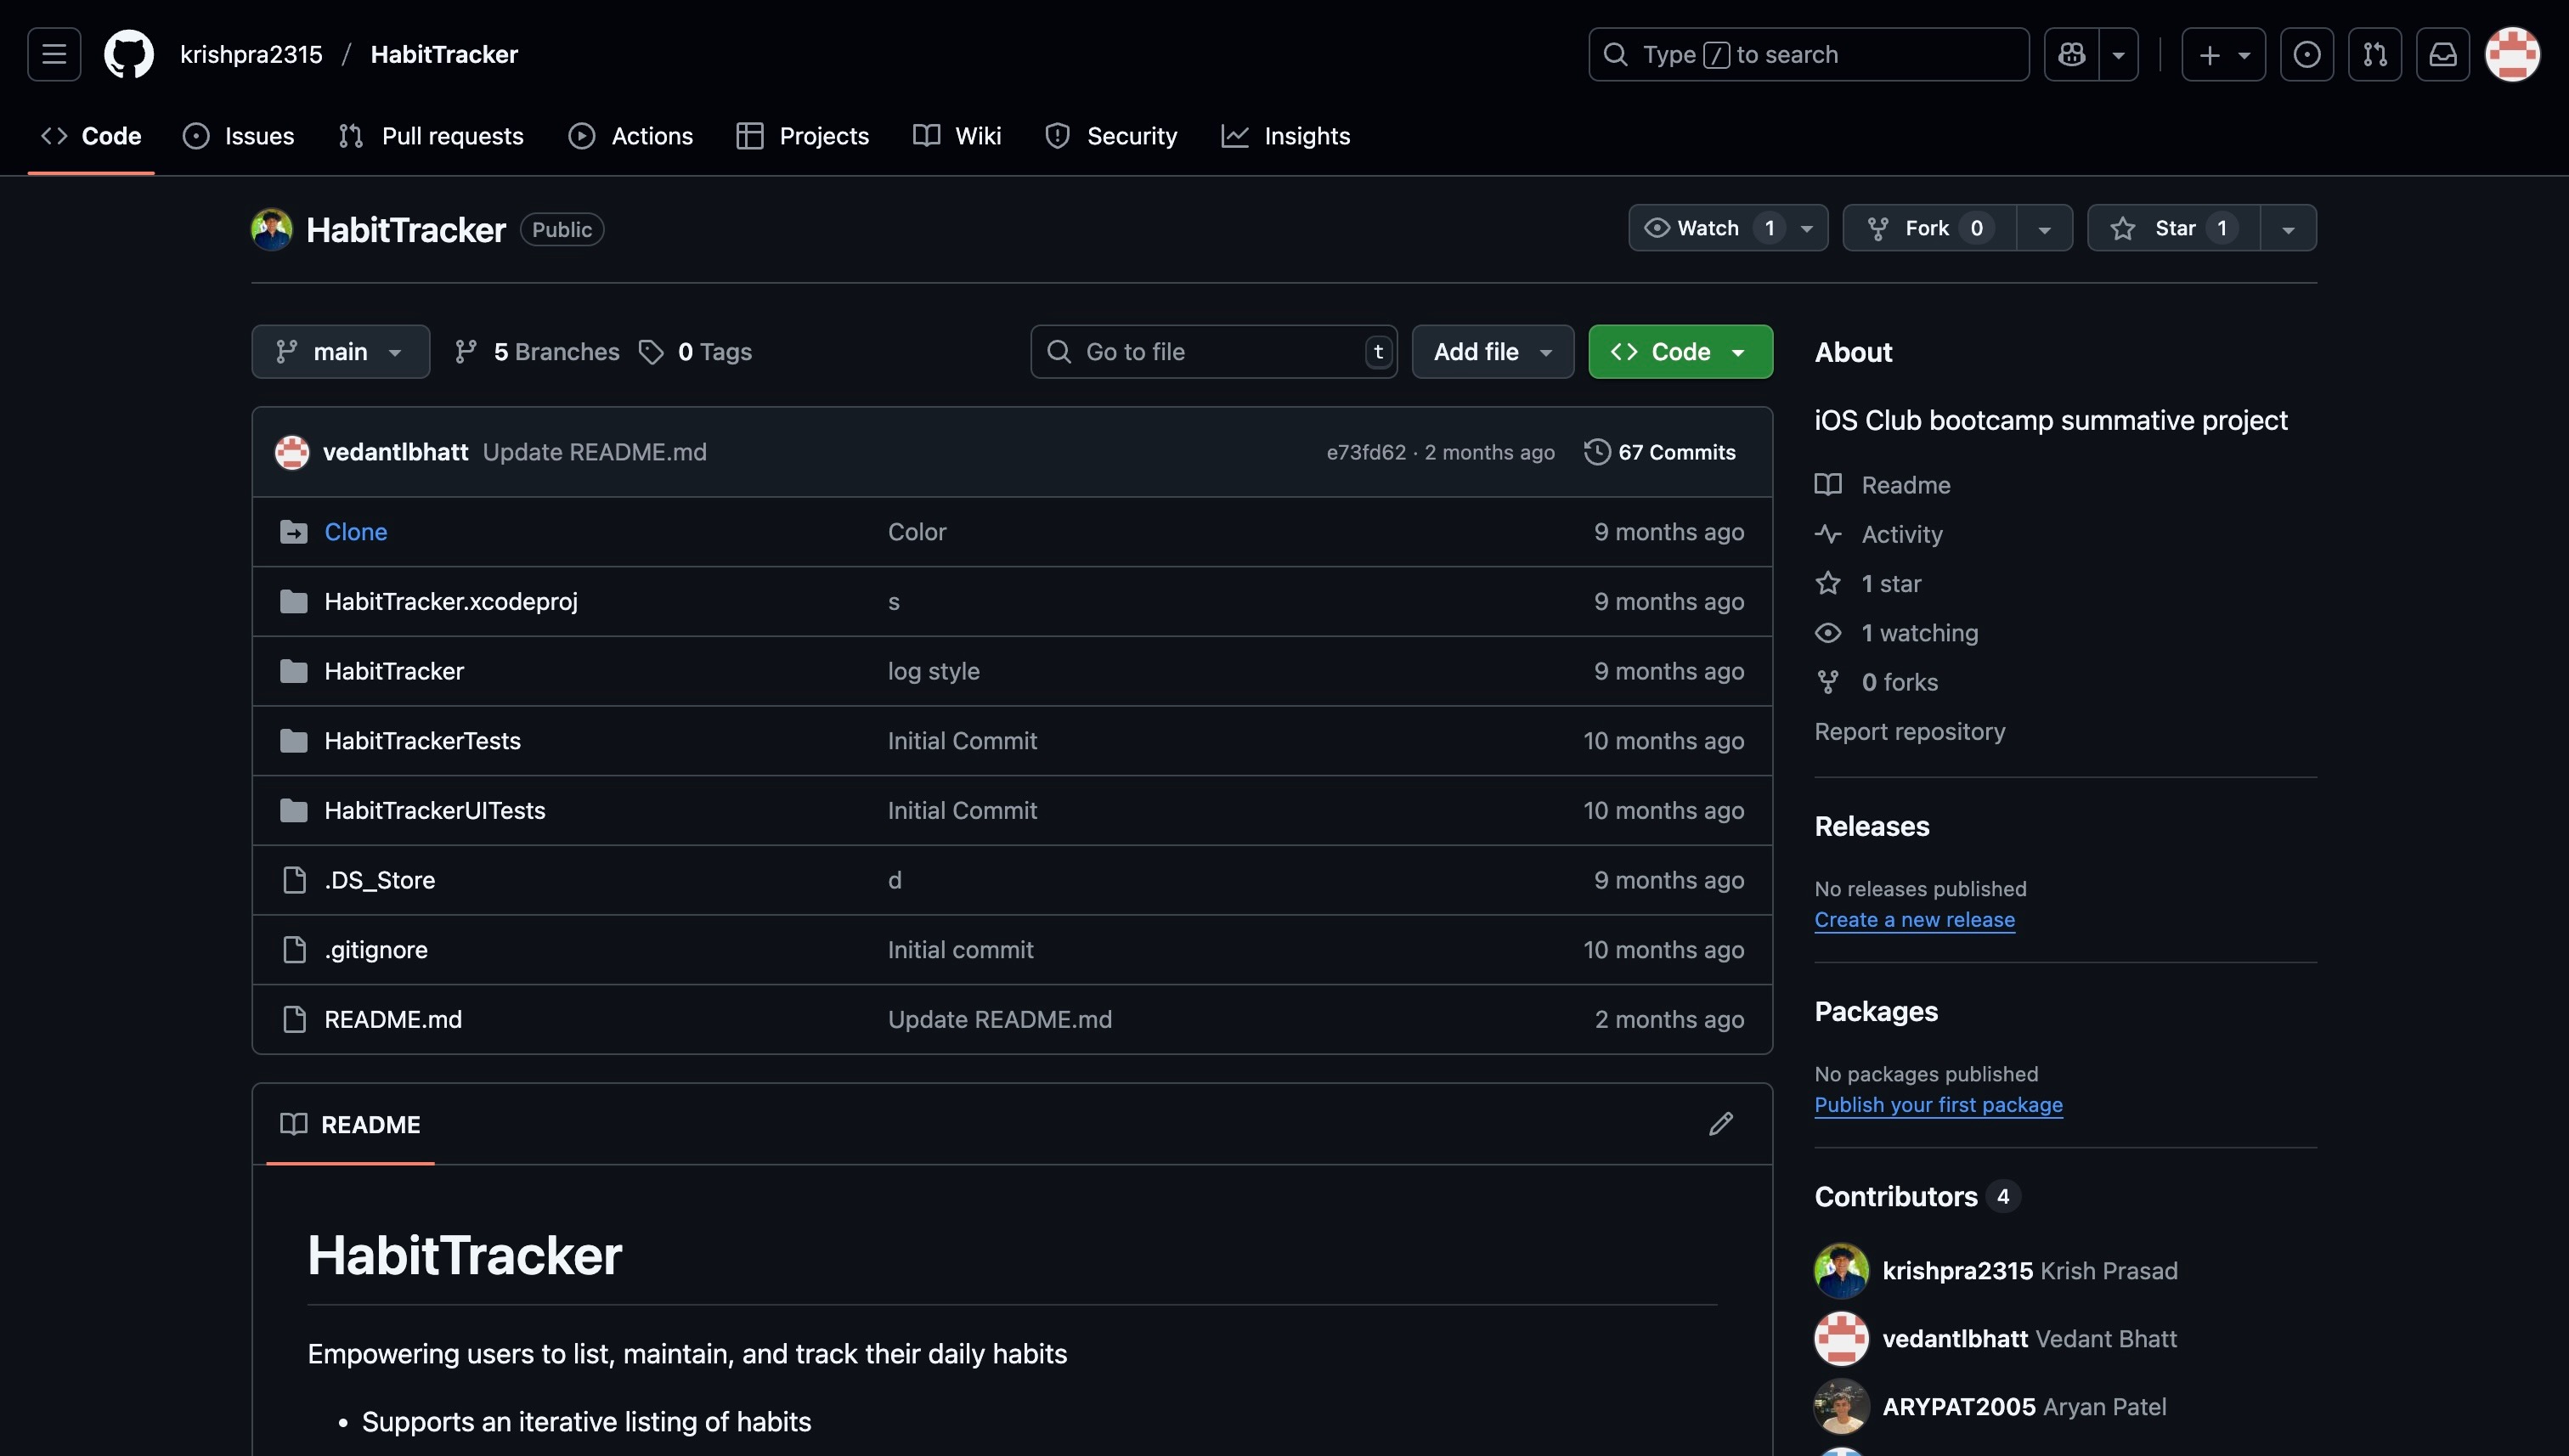 krishpra2315 / HabitTracker
Type / to search
Code Issues Pull requests Actions Projects Wiki Security Insights
HabitTracker Public
Watch 1 Fork 0 Star 1
main 5 Branches 0 Tags
Go to file t Add file Code
vedantlbhatt Update README.md e73fd62 · 2 months ago 67 Commits
Clone Color 9 months ago
HabitTracker.xcodeproj s 9 months ago
HabitTracker log style 9 months ago
HabitTrackerTests Initial Commit 10 months ago
HabitTrackerUITests Initial Commit 10 months ago
.DS_Store d 9 months ago
.gitignore Initial commit 10 months ago
README.md Update README.md 2 months ago
README
HabitTracker
Empowering users to list, maintain, and track their daily habits
• Supports an iterative listing of habits
About
iOS Club bootcamp summative project
Readme
Activity
1 star
1 watching
0 forks
Report repository
Releases
No releases published
Create a new release
Packages
No packages published
Publish your first package
Contributors 4
krishpra2315 Krish Prasad
vedantlbhatt Vedant Bhatt
ARYPAT2005 Aryan Patel